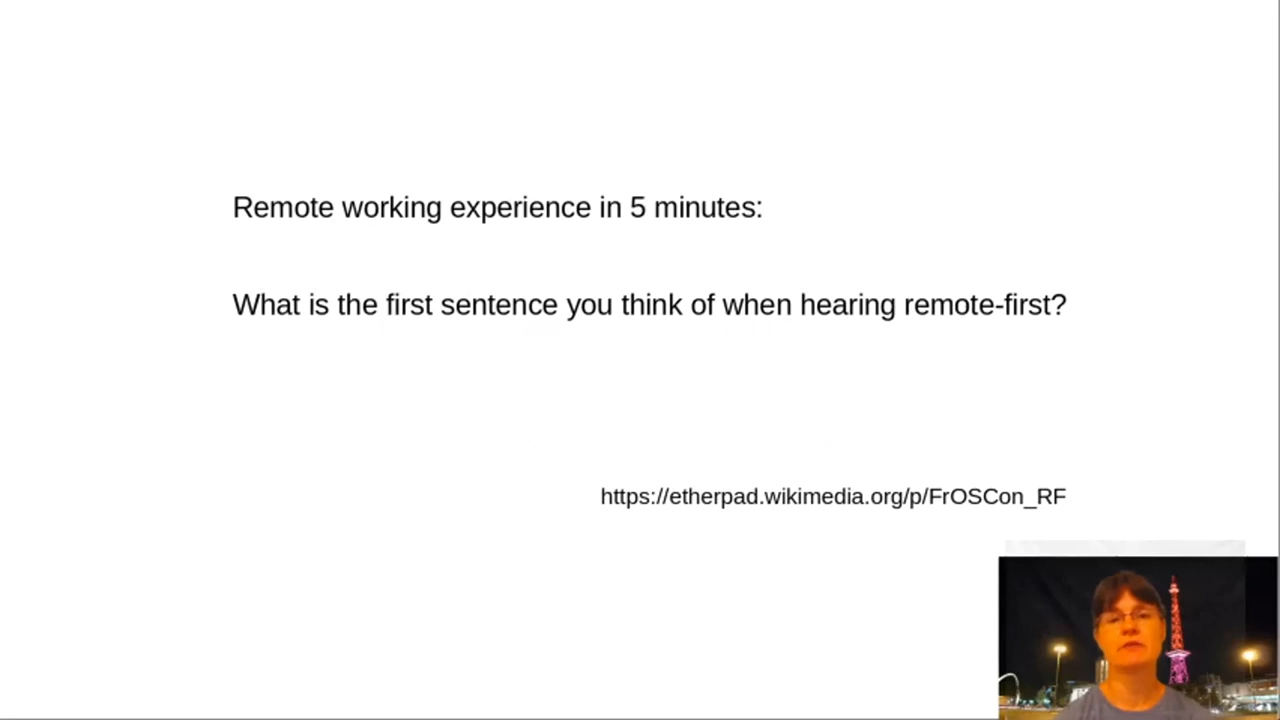 Remote working experience in 5 minutes:
What is the first sentence you think of when hearing remote-first?
https://etherpad.wikimedia.org/p/FrOSCon_RF